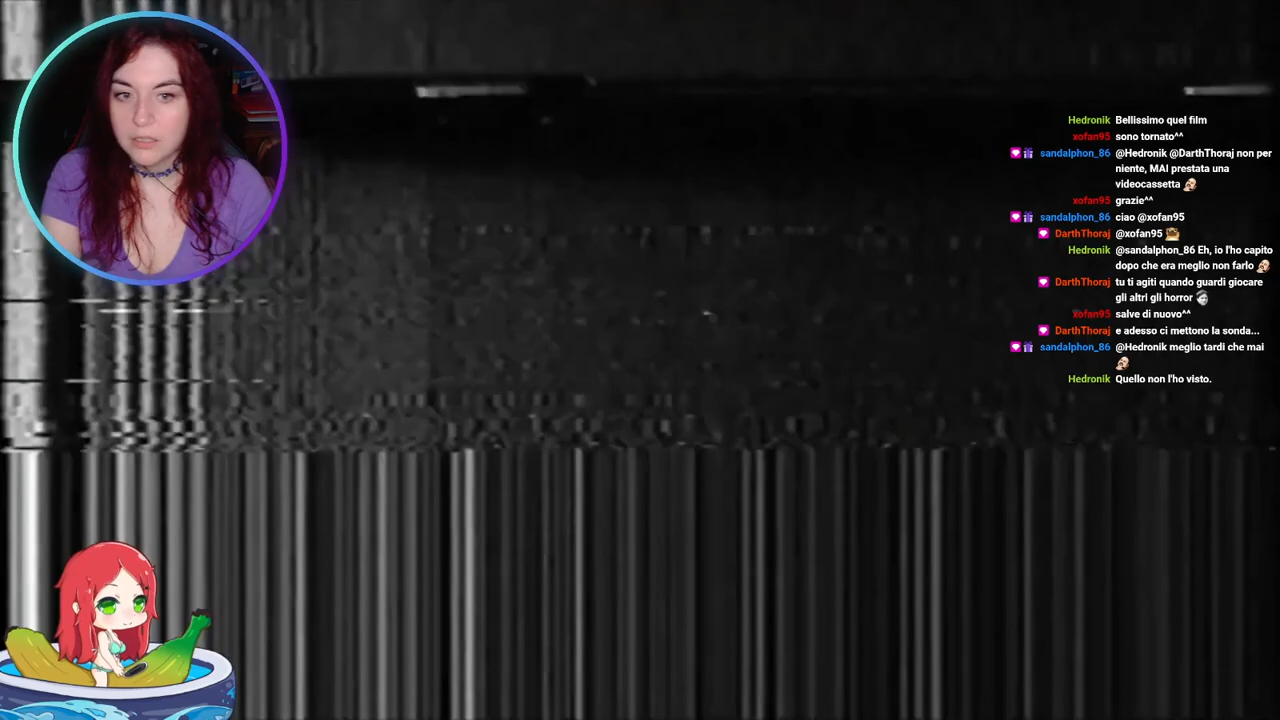 Hedronik Bellissimo quel film
xofan95 sono tornato^^
sandalphon_86 @Hedronik @DarthThoraj non per
niente, MAI prestata una
videocassetta
xofan95 grazie^^
sandalphon_86 ciao @xofan95
DarthThoraj @xofan95
Hedronik @sandalphon_86 Eh, io l'ho capito
dopo che era meglio non farlo
DarthThoraj tu ti agiti quando guardi giocare
gli altri gli horror
xofan95 salve di nuovo^^
DarthThoraj e adesso ci mettono la sonda...
sandalphon_86 @Hedronik meglio tardi che mai
Hedronik Quello non l'ho visto.